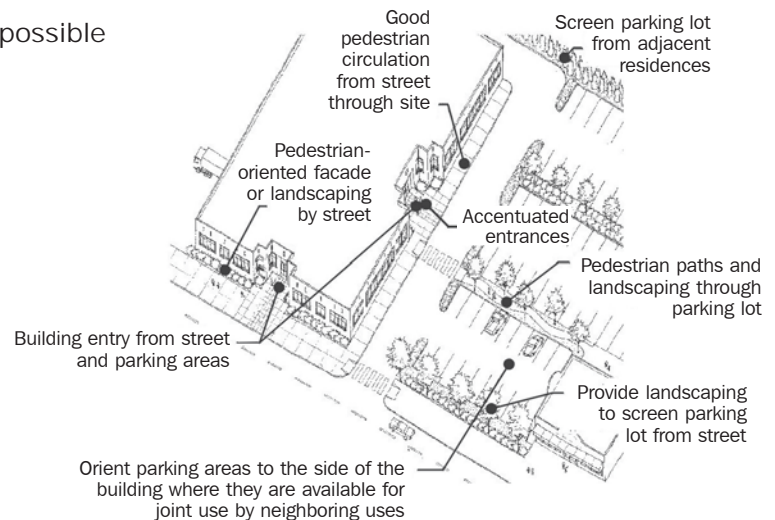 possible
Good
pedestrian
circulation
from street
through site
Screen parking lot
from adjacent
residences
Pedestrian-
oriented facade
or landscaping
by street
Accentuated
entrances
Pedestrian paths and
landscaping through
parking lot
Building entry from street
and parking areas
Provide landscaping
to screen parking
lot from street
Orient parking areas to the side of the
building where they are available for
joint use by neighboring uses